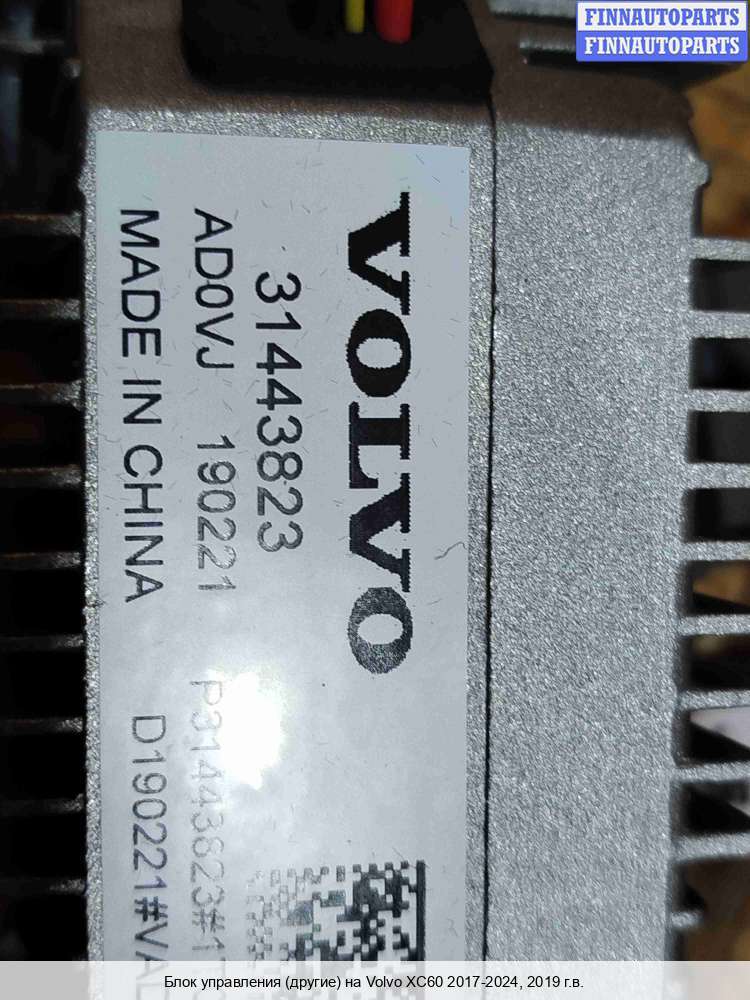 FINNAUTOPARTS
FINNAUTOPARTS
VOLVO
31443823
AD0VJ 190221 P31443823#1
MADE IN CHINA D190221#VA
Блок управления (другие) на Volvo XC60 2017-2024, 2019 г.в.